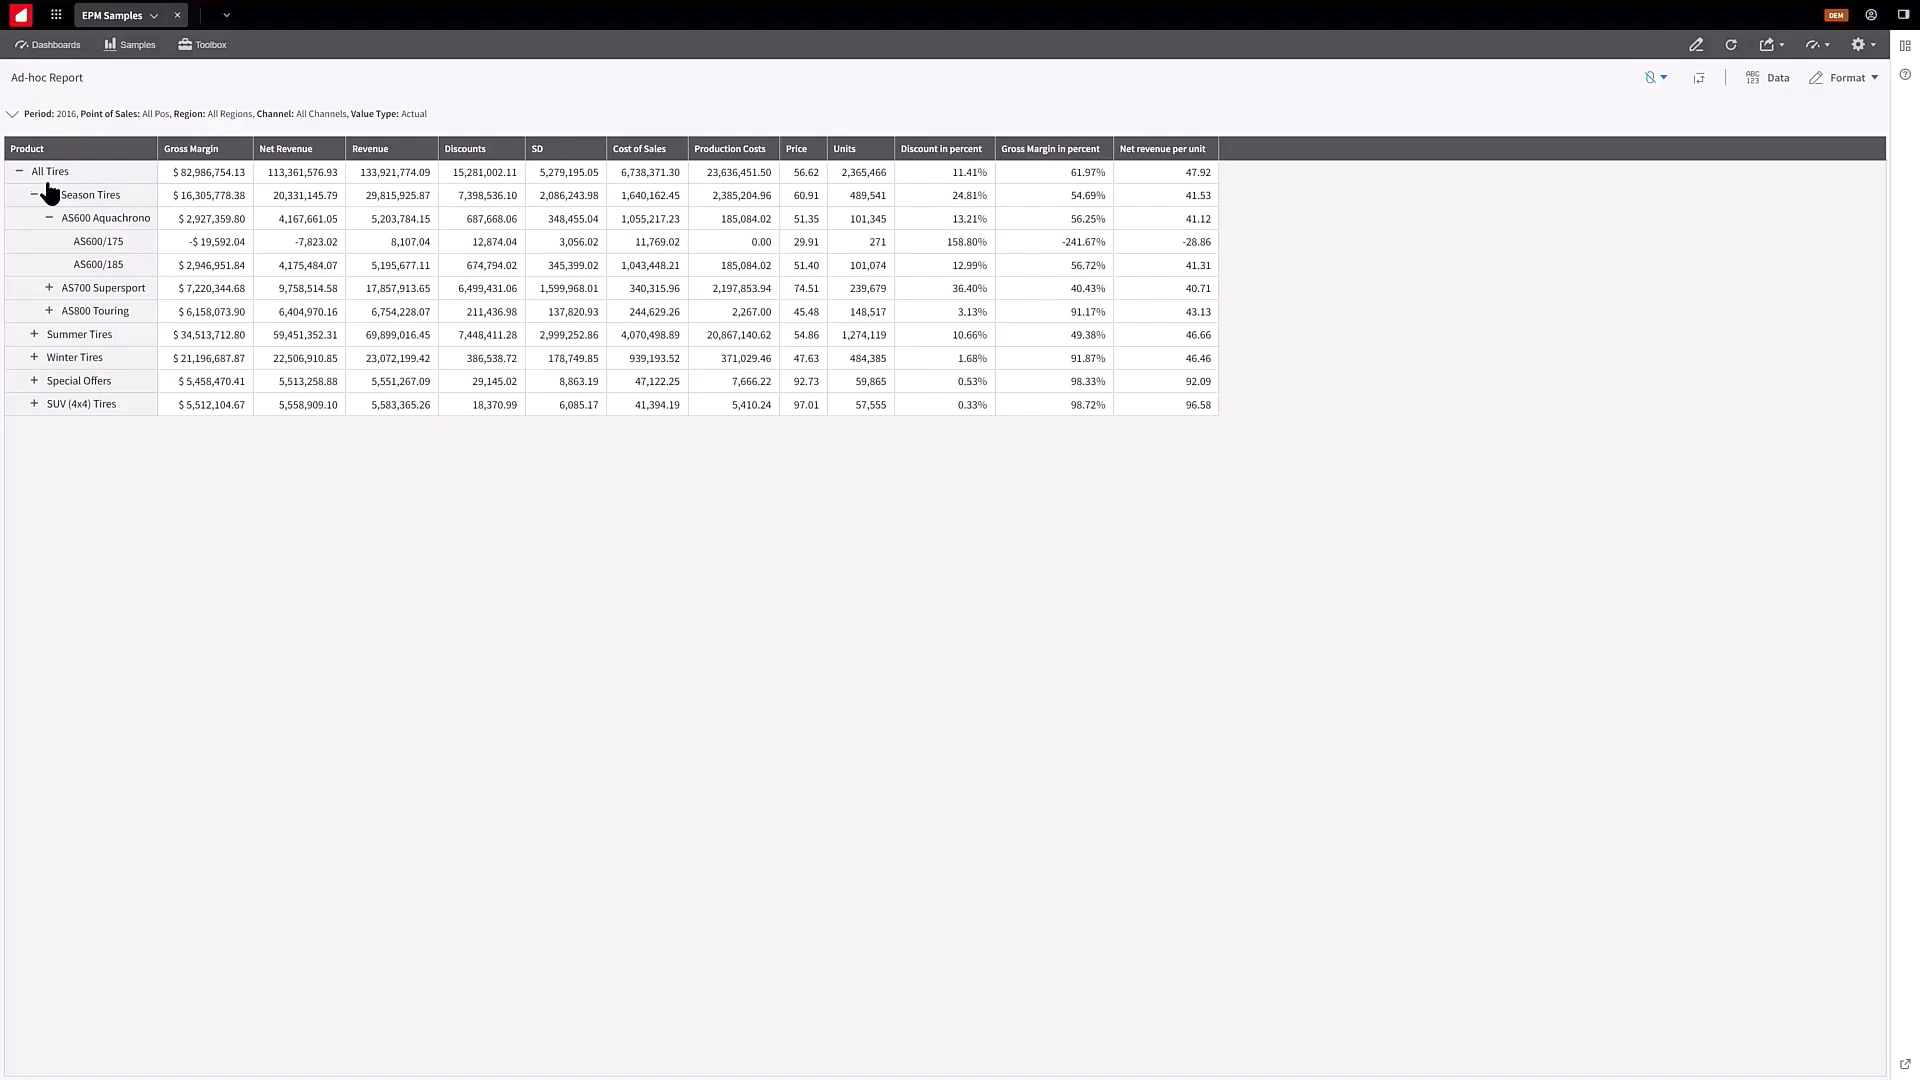 EPM Samples
DEM
Dashboards Samples Toolbox
Ad-hoc Report
ABC 123 Data Format
Period: 2016, Point of Sales: All Pos, Region: All Regions, Channel: All Channels, Value Type: Actual
Product Gross Margin Net Revenue Revenue Discounts SD Cost of Sales Production Costs Price Units Discount in percent Gross Margin in percent Net revenue per unit
All Tires $ 82,986,754.13 113,361,576.93 133,921,774.09 15,281,002.11 5,279,195.05 6,738,371.30 23,636,451.50 56.62 2,365,466 11.41% 61.97% 47.92
Season Tires $ 16,305,778.38 20,331,145.79 29,815,925.87 7,398,536.10 2,086,243.98 1,640,162.45 2,385,204.96 60.91 489,541 24.81% 54.69% 41.53
AS600 Aquachrono $ 2,927,359.80 4,167,661.05 5,203,784.15 687,668.06 348,455.04 1,055,217.23 185,084.02 51.35 101,345 13.21% 56.25% 41.12
AS600/175 -$ 19,592.04 -7,823.02 8,107.04 12,874.04 3,056.02 11,769.02 0.00 29.91 271 158.80% -241.67% -28.86
AS600/185 $ 2,946,951.84 4,175,484.07 5,195,677.11 674,794.02 345,399.02 1,043,448.21 185,084.02 51.40 101,074 12.99% 56.72% 41.31
AS700 Supersport $ 7,220,344.68 9,758,514.58 17,857,913.65 6,499,431.06 1,599,968.01 340,315.96 2,197,853.94 74.51 239,679 36.40% 40.43% 40.71
AS800 Touring $ 6,158,073.90 6,404,970.16 6,754,228.07 211,436.98 137,820.93 244,629.26 2,267.00 45.48 148,517 3.13% 91.17% 43.13
Summer Tires $ 34,513,712.80 59,451,352.31 69,899,016.45 7,448,411.28 2,999,252.86 4,070,498.89 20,867,140.62 54.86 1,274,119 10.66% 49.38% 46.66
Winter Tires $ 21,196,687.87 22,506,910.85 23,072,199.42 386,538.72 178,749.85 939,193.52 371,029.46 47.63 484,385 1.68% 91.87% 46.46
Special Offers $ 5,458,470.41 5,513,258.88 5,551,267.09 29,145.02 8,863.19 47,122.25 7,666.22 92.73 59,865 0.53% 98.33% 92.09
SUV (4x4) Tires $ 5,512,104.67 5,558,909.10 5,583,365.26 18,370.99 6,085.17 41,394.19 5,410.24 97.01 57,555 0.33% 98.72% 96.58